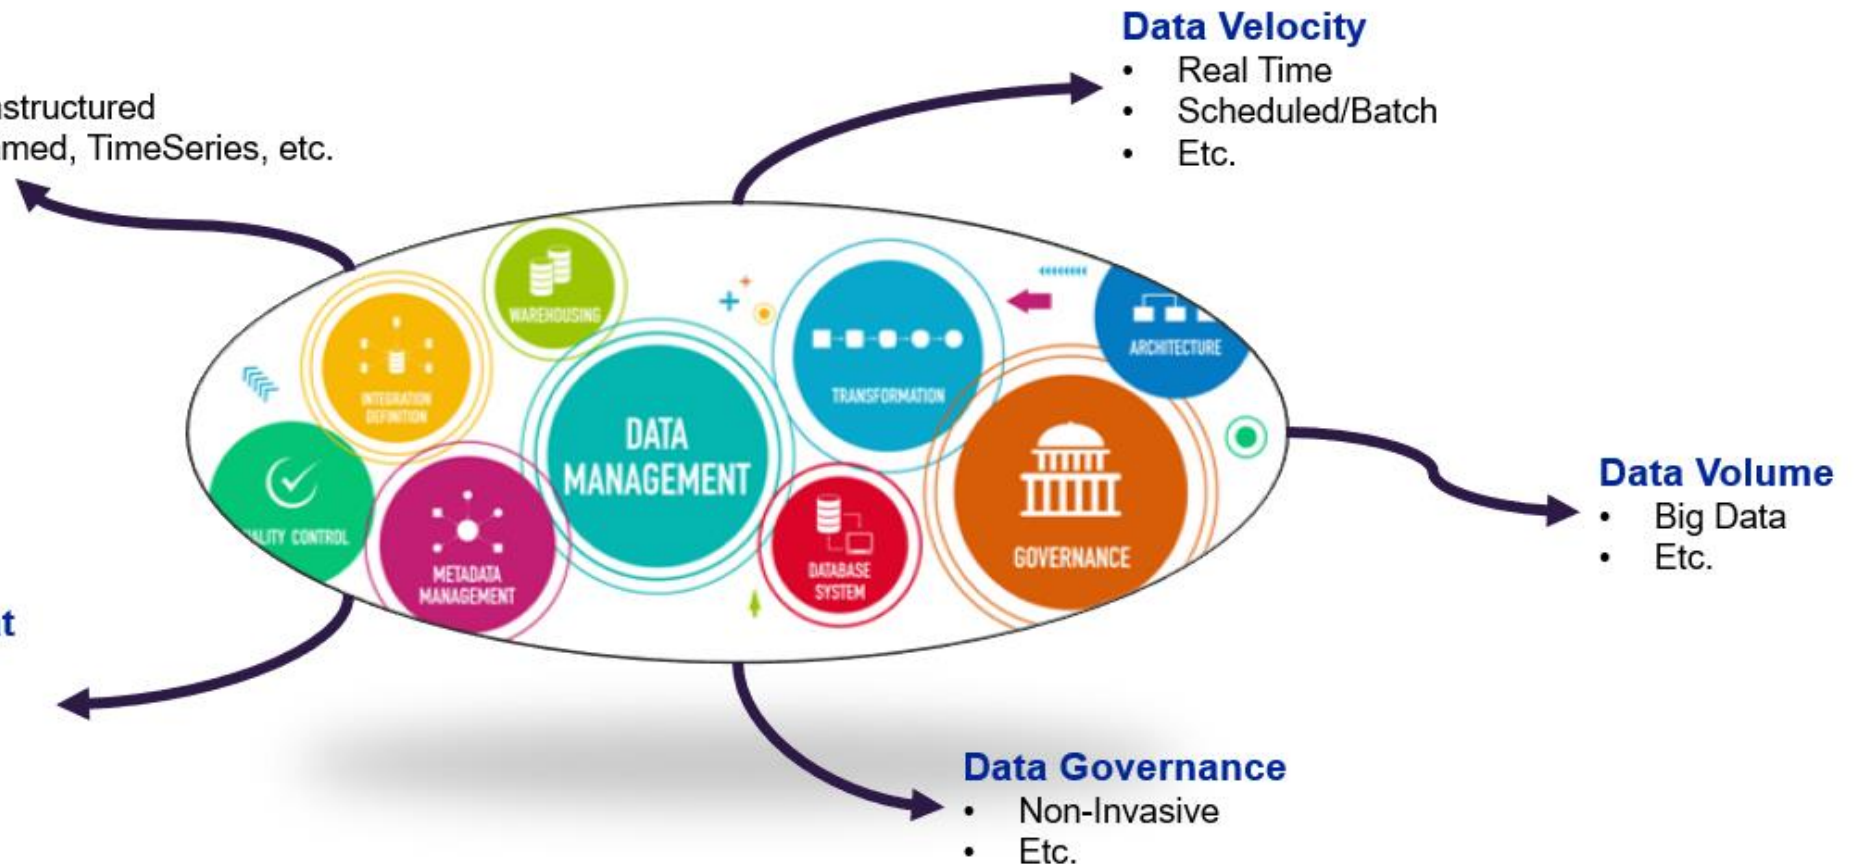 Data Velocity
• Real Time
• Scheduled/Batch
• Etc.
nstructured
med, TimeSeries, etc.
WAREHOUSING
INTEGRATION
DEFINITION
TRANSFORMATION
ARCHITECTURE
DATA
MANAGEMENT
ALITY CONTROL
METADATA
MANAGEMENT
DATABASE
SYSTEM
GOVERNANCE
Data Volume
• Big Data
• Etc.
t
Data Governance
• Non-Invasive
• Etc.